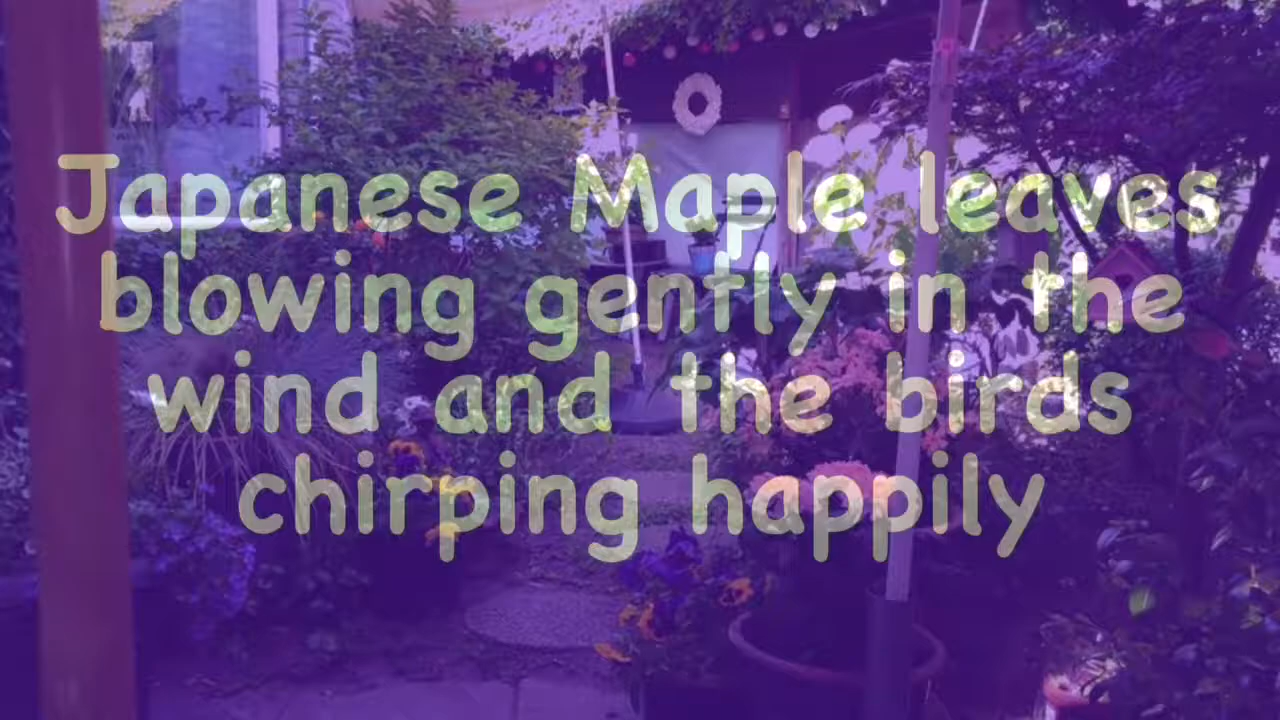 Japanese Maple leaves
blowing gently in the
wind and the birds
chirping happily